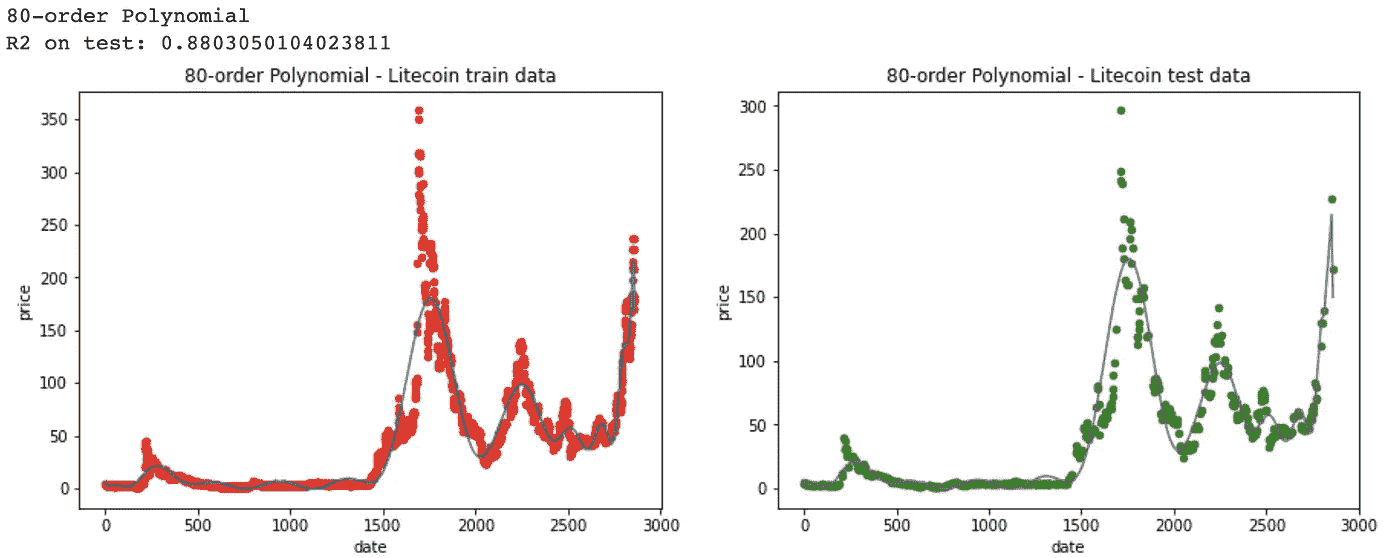 80-order Polynomial
R2 on test: 0.8803050104023811
80-order Polynomial - Litecoin train data
350
300
250
200
150
100
50
0
price
0 500 1000 1500 2000 2500 3000
date
80-order Polynomial - Litecoin test data
300
250
200
150
100
50
0
price
0 500 1000 1500 2000 2500 3000
date